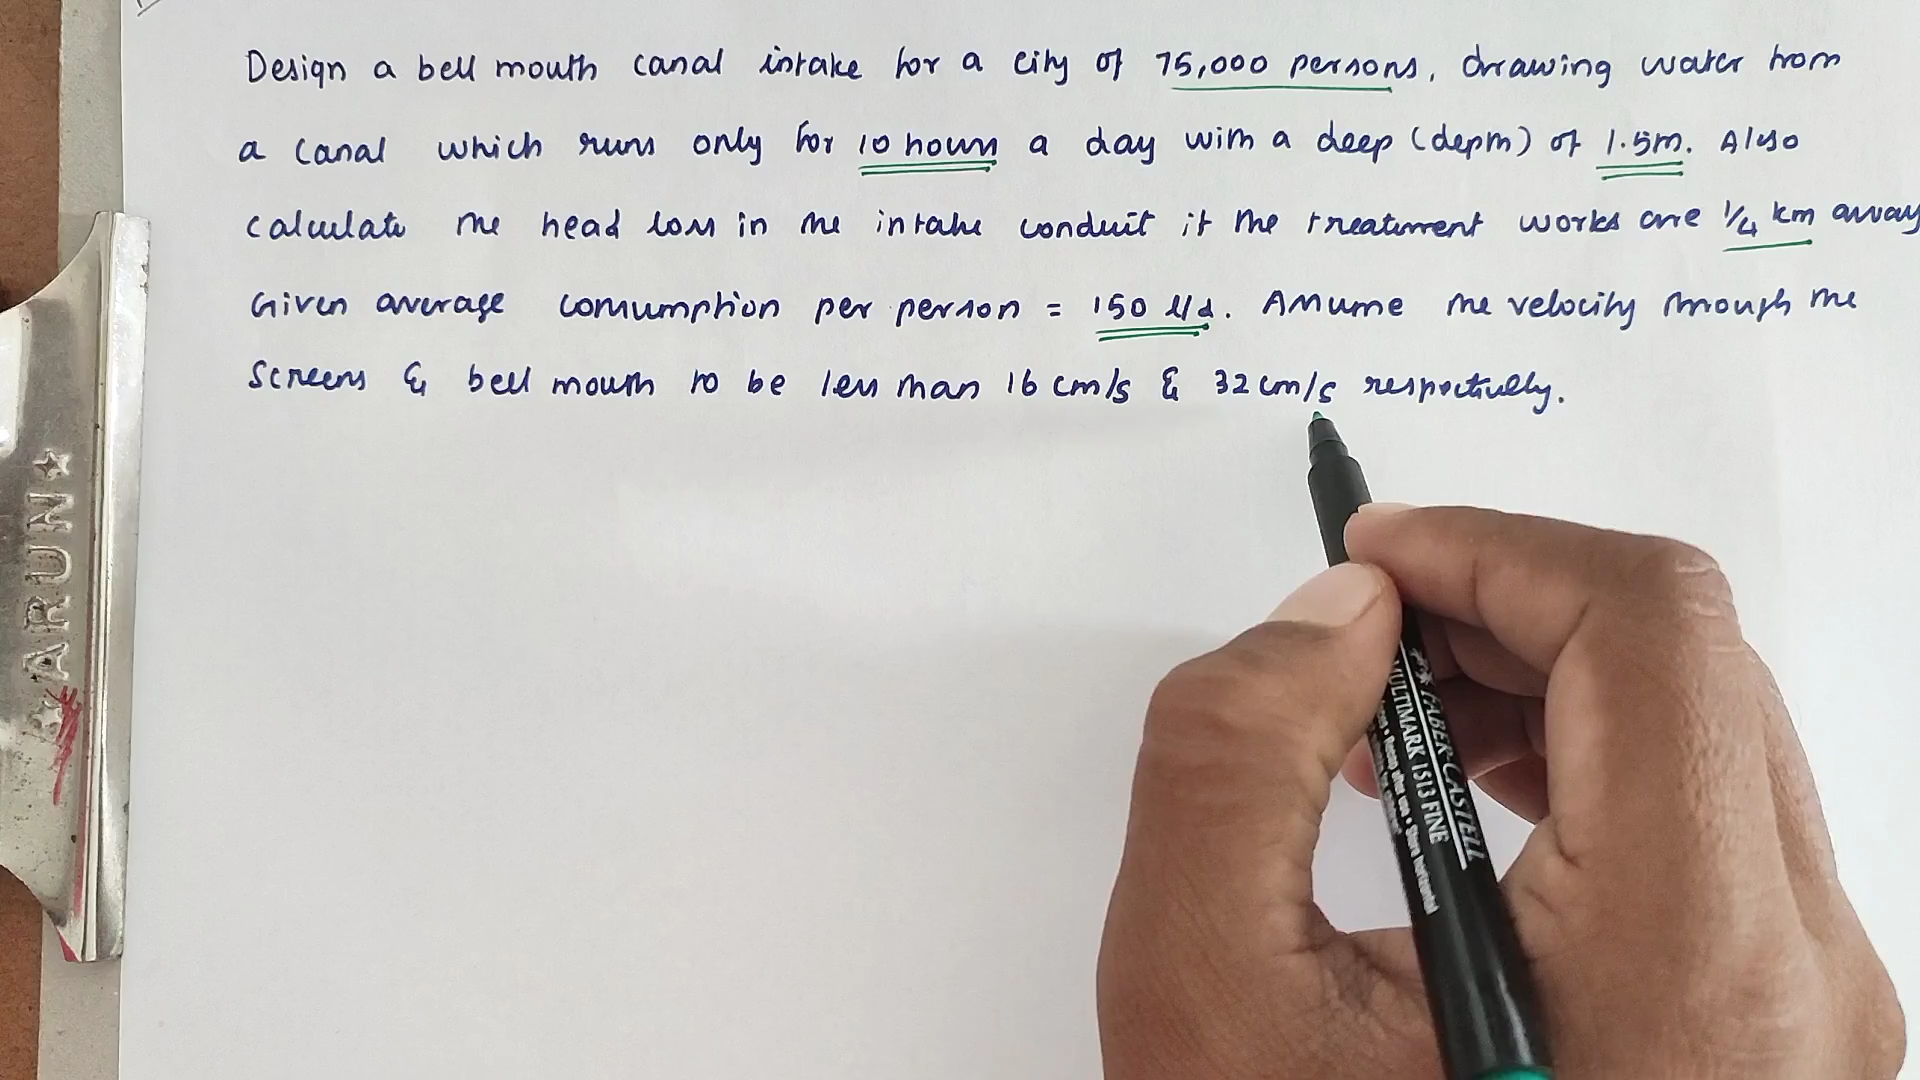 Design a bell mouth canal intake for a city of 75,000 persons, drawing water from
a canal which runs only for 10 hours a day with a deep (depth) of 1.5m. Also
calculate the head loss in the intake conduit if the treatment works are 1/4 km away
Given average consumption per person = 150 l/d. Assume the velocity through the
screens & bell mouth to be less than 16 cm/s & 32 cm/s respectively.
ARUN
FABER-CASTELL
MULTIMARK 1513 FINE